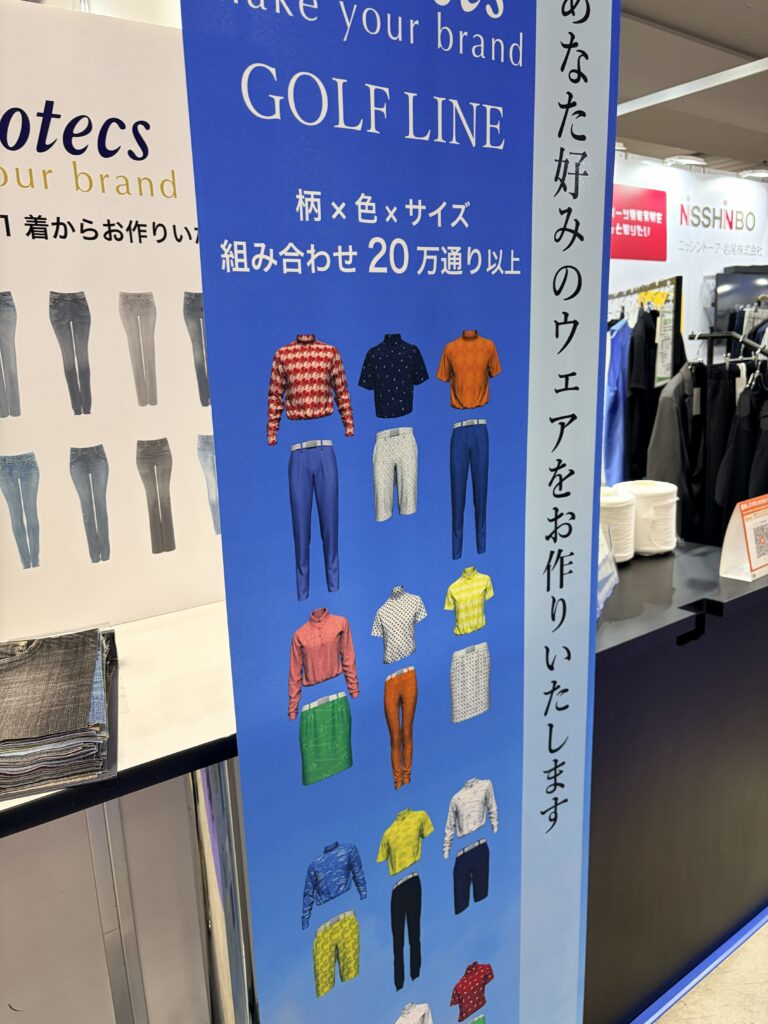 make your brand
GOLF LINE
柄×色×サイズ
組み合わせ 20 万通り以上
あなた好みのウェアをお作りいたします
otecs
our brand
1 着からお作りいた
NISSHINBO
ニッシントーア・岩尾株式会社